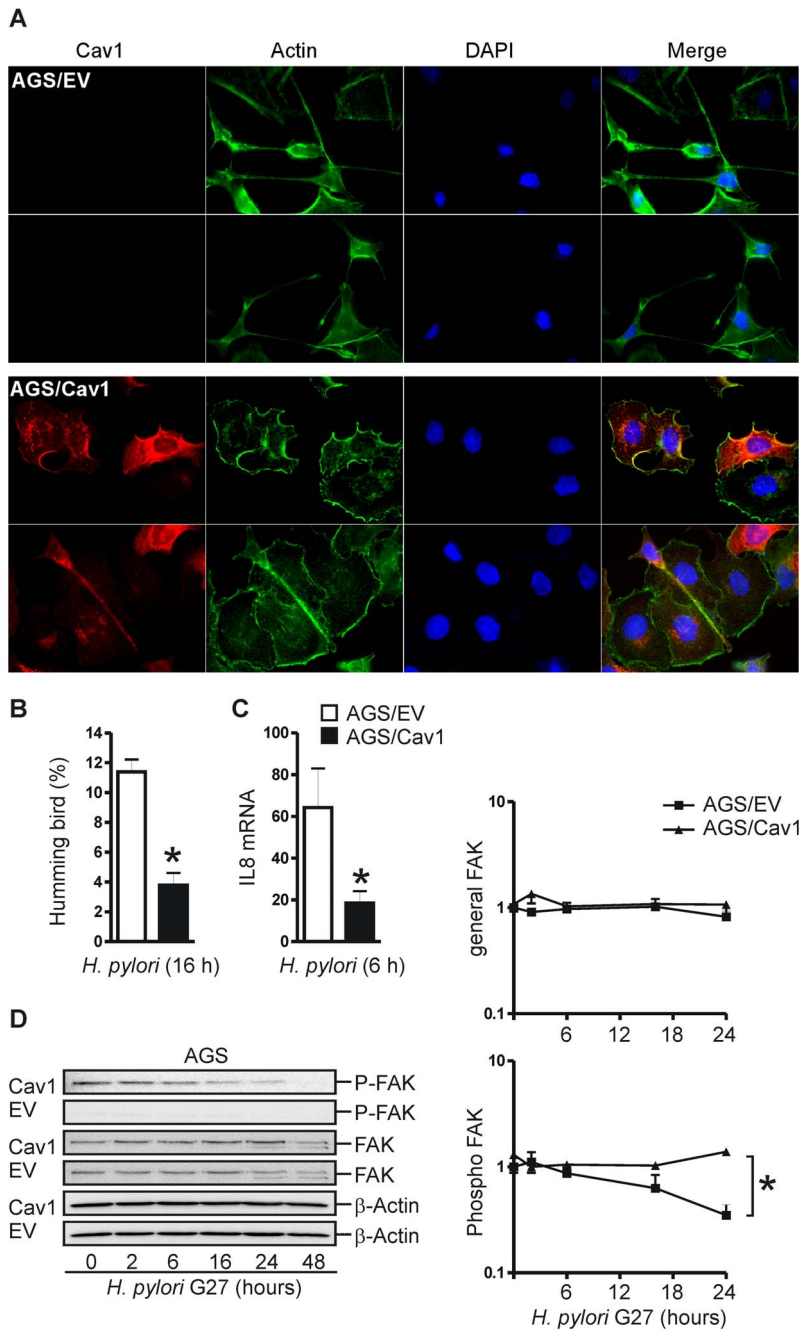 A
Cav1 Actin DAPI Merge
AGS/EV
AGS/Cav1
B
Humming bird (%)
14
12
10
8
6
4
2
0
*
H. pylori (16 h)
C
AGS/EV
AGS/Cav1
IL8 mRNA
100
80
60
40
20
0
*
H. pylori (6 h)
AGS/EV
AGS/Cav1
general FAK
10
1
0.1
6 12 18 24
D
AGS
Cav1 P-FAK
EV P-FAK
Cav1 FAK
EV FAK
Cav1 β-Actin
EV β-Actin
0 2 6 16 24 48
H. pylori G27 (hours)
Phospho FAK
10
1
0.1
*
6 12 18 24
H. pylori G27 (hours)